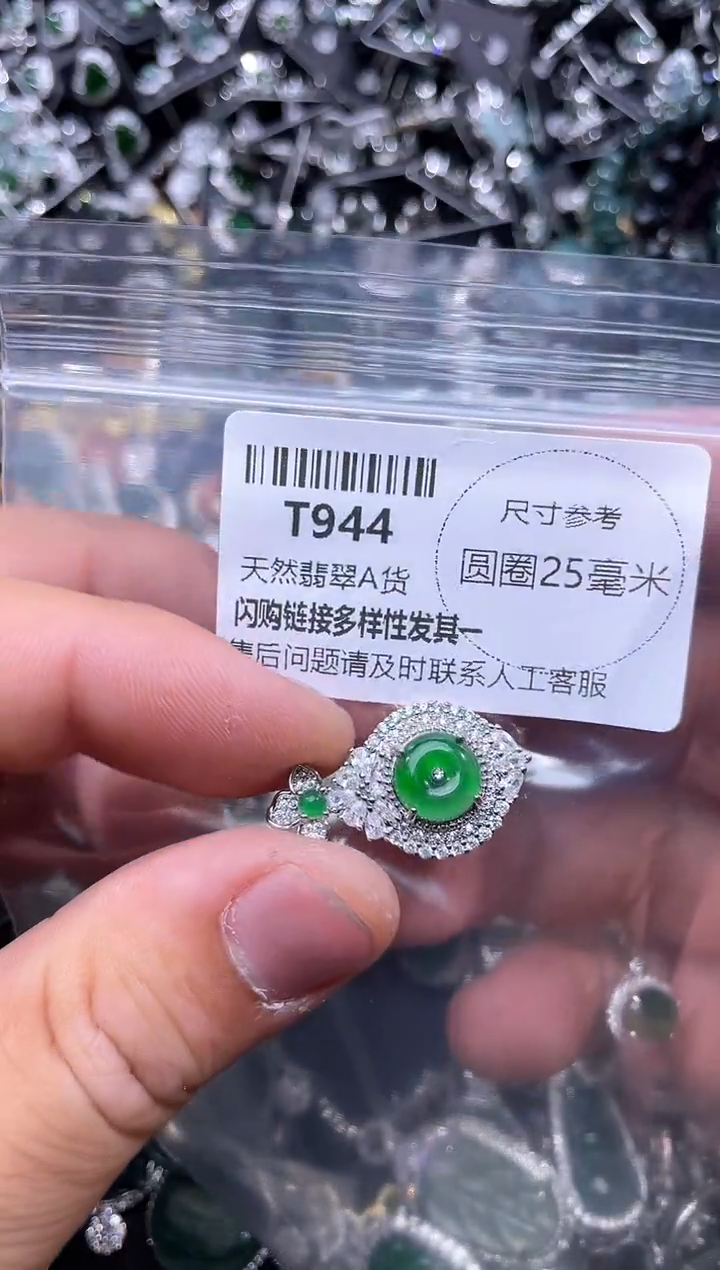 T944
天然翡翠A货
闪购链接多样性发其一
售后问题请及时联系人工客服
尺寸参考
圆圈25毫米